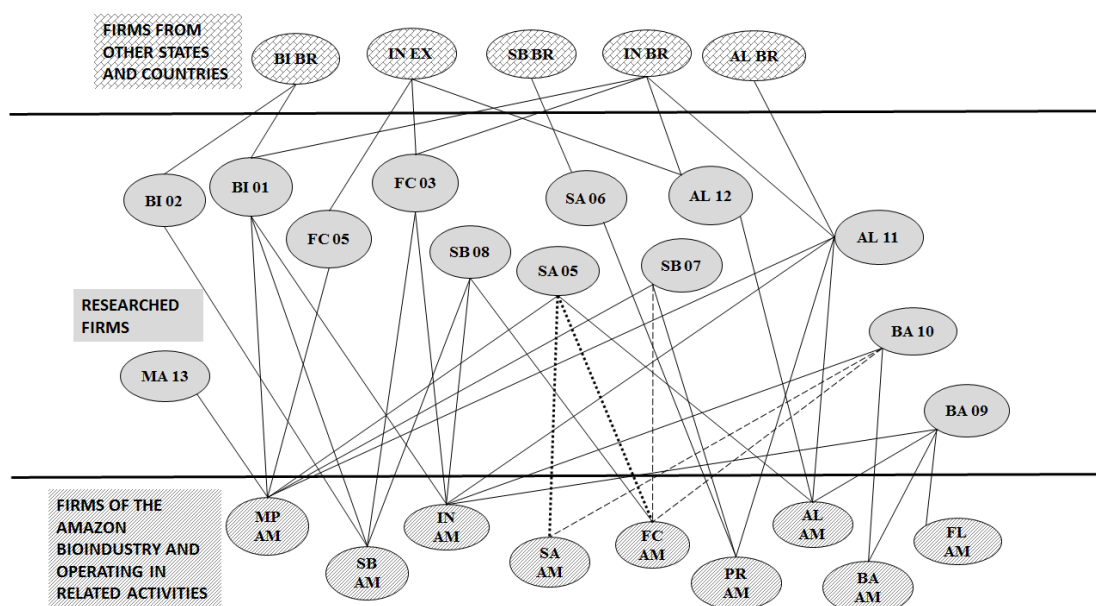 FIRMS FROM
OTHER STATES
AND COUNTRIES
BI BR
IN EX
SB BR
IN BR
AL BR
BI 02
BI 01
FC 03
SA 06
AL 12
FC 05
SB 08
SA 05
SB 07
AL 11
RESEARCHED
FIRMS
BA 10
MA 13
BA 09
FIRMS OF THE
AMAZON
BIOINDUSTRY AND
OPERATING IN
RELATED ACTIVITIES
MP
AM
SB
AM
IN
AM
SA
AM
FC
AM
PR
AM
AL
AM
BA
AM
FL
AM